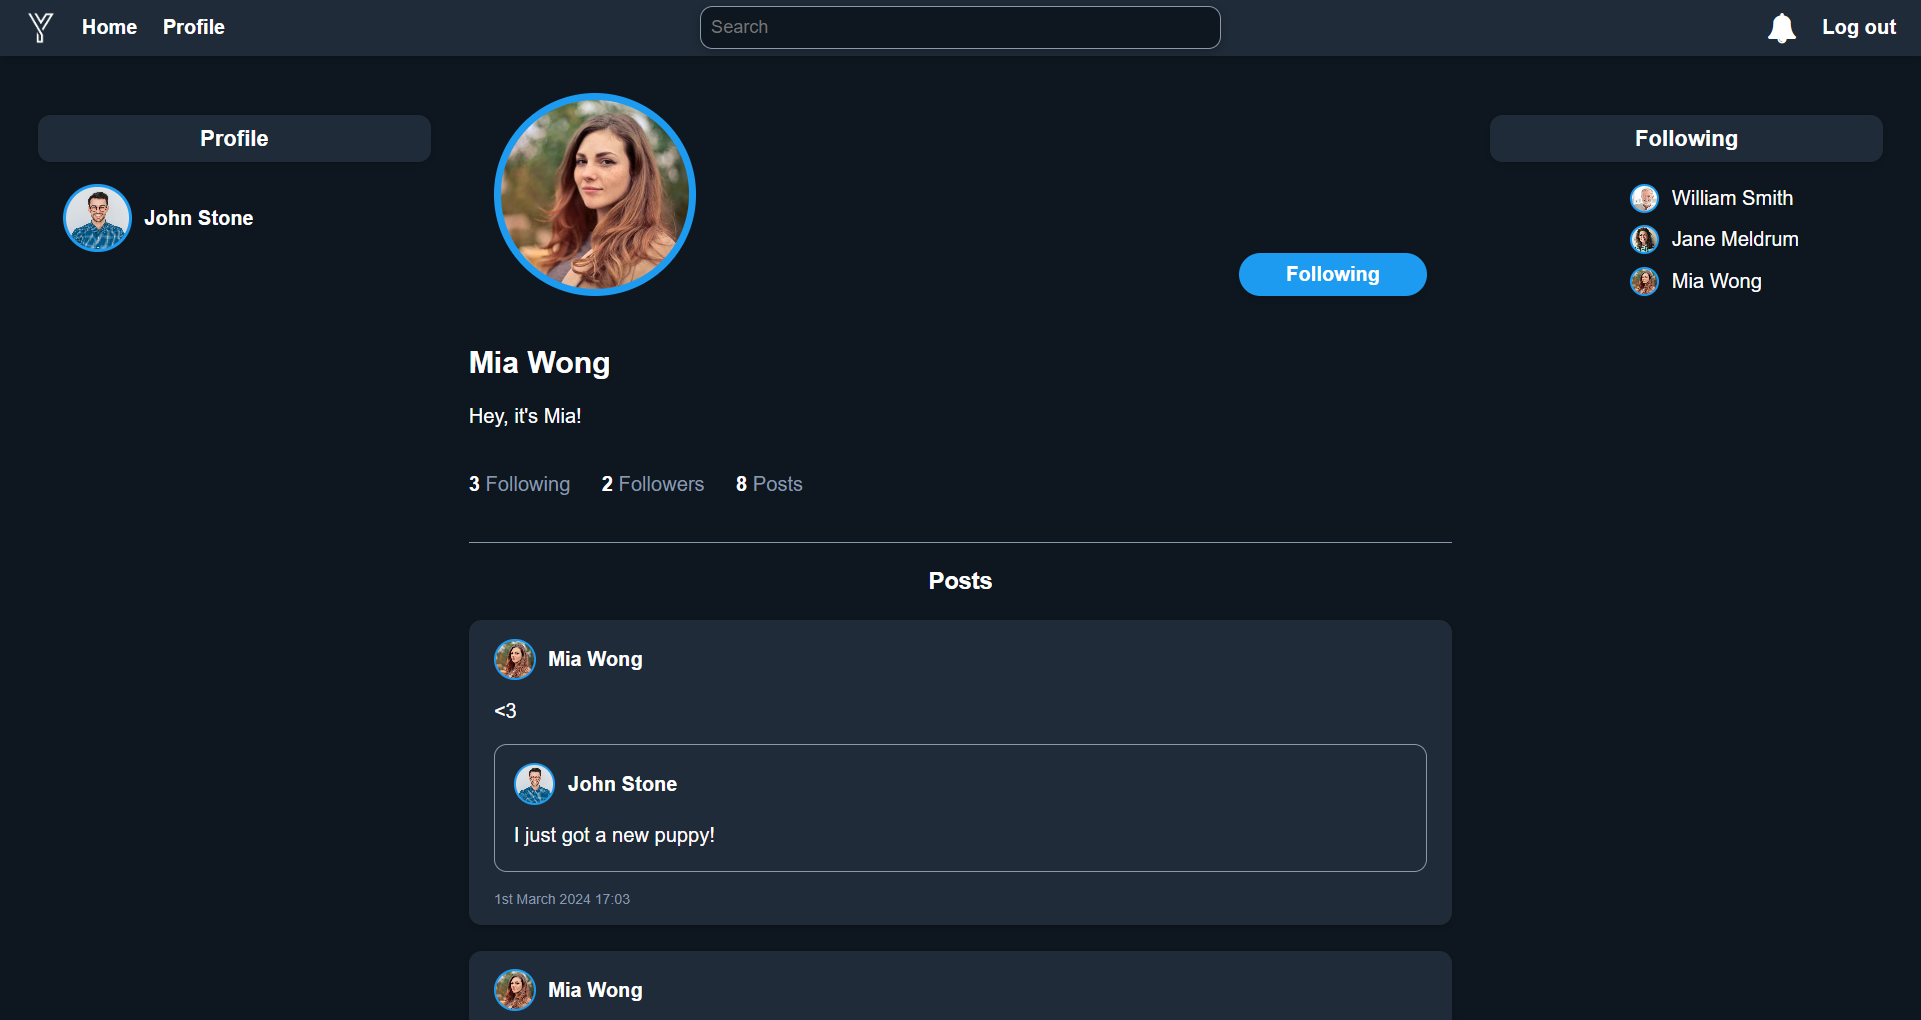 Y Home Profile Search Log out
Profile
John Stone
Following
Mia Wong
Hey, it's Mia!
3 Following 2 Followers 8 Posts
Following
William Smith
Jane Meldrum
Mia Wong
Posts
Mia Wong
<3
John Stone
I just got a new puppy!
1st March 2024 17:03
Mia Wong